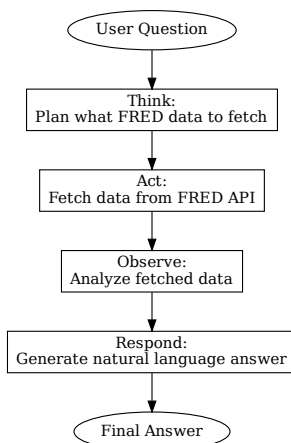 User Question
Think:
Plan what FRED data to fetch
Act:
Fetch data from FRED API
Observe:
Analyze fetched data
Respond:
Generate natural language answer
Final Answer